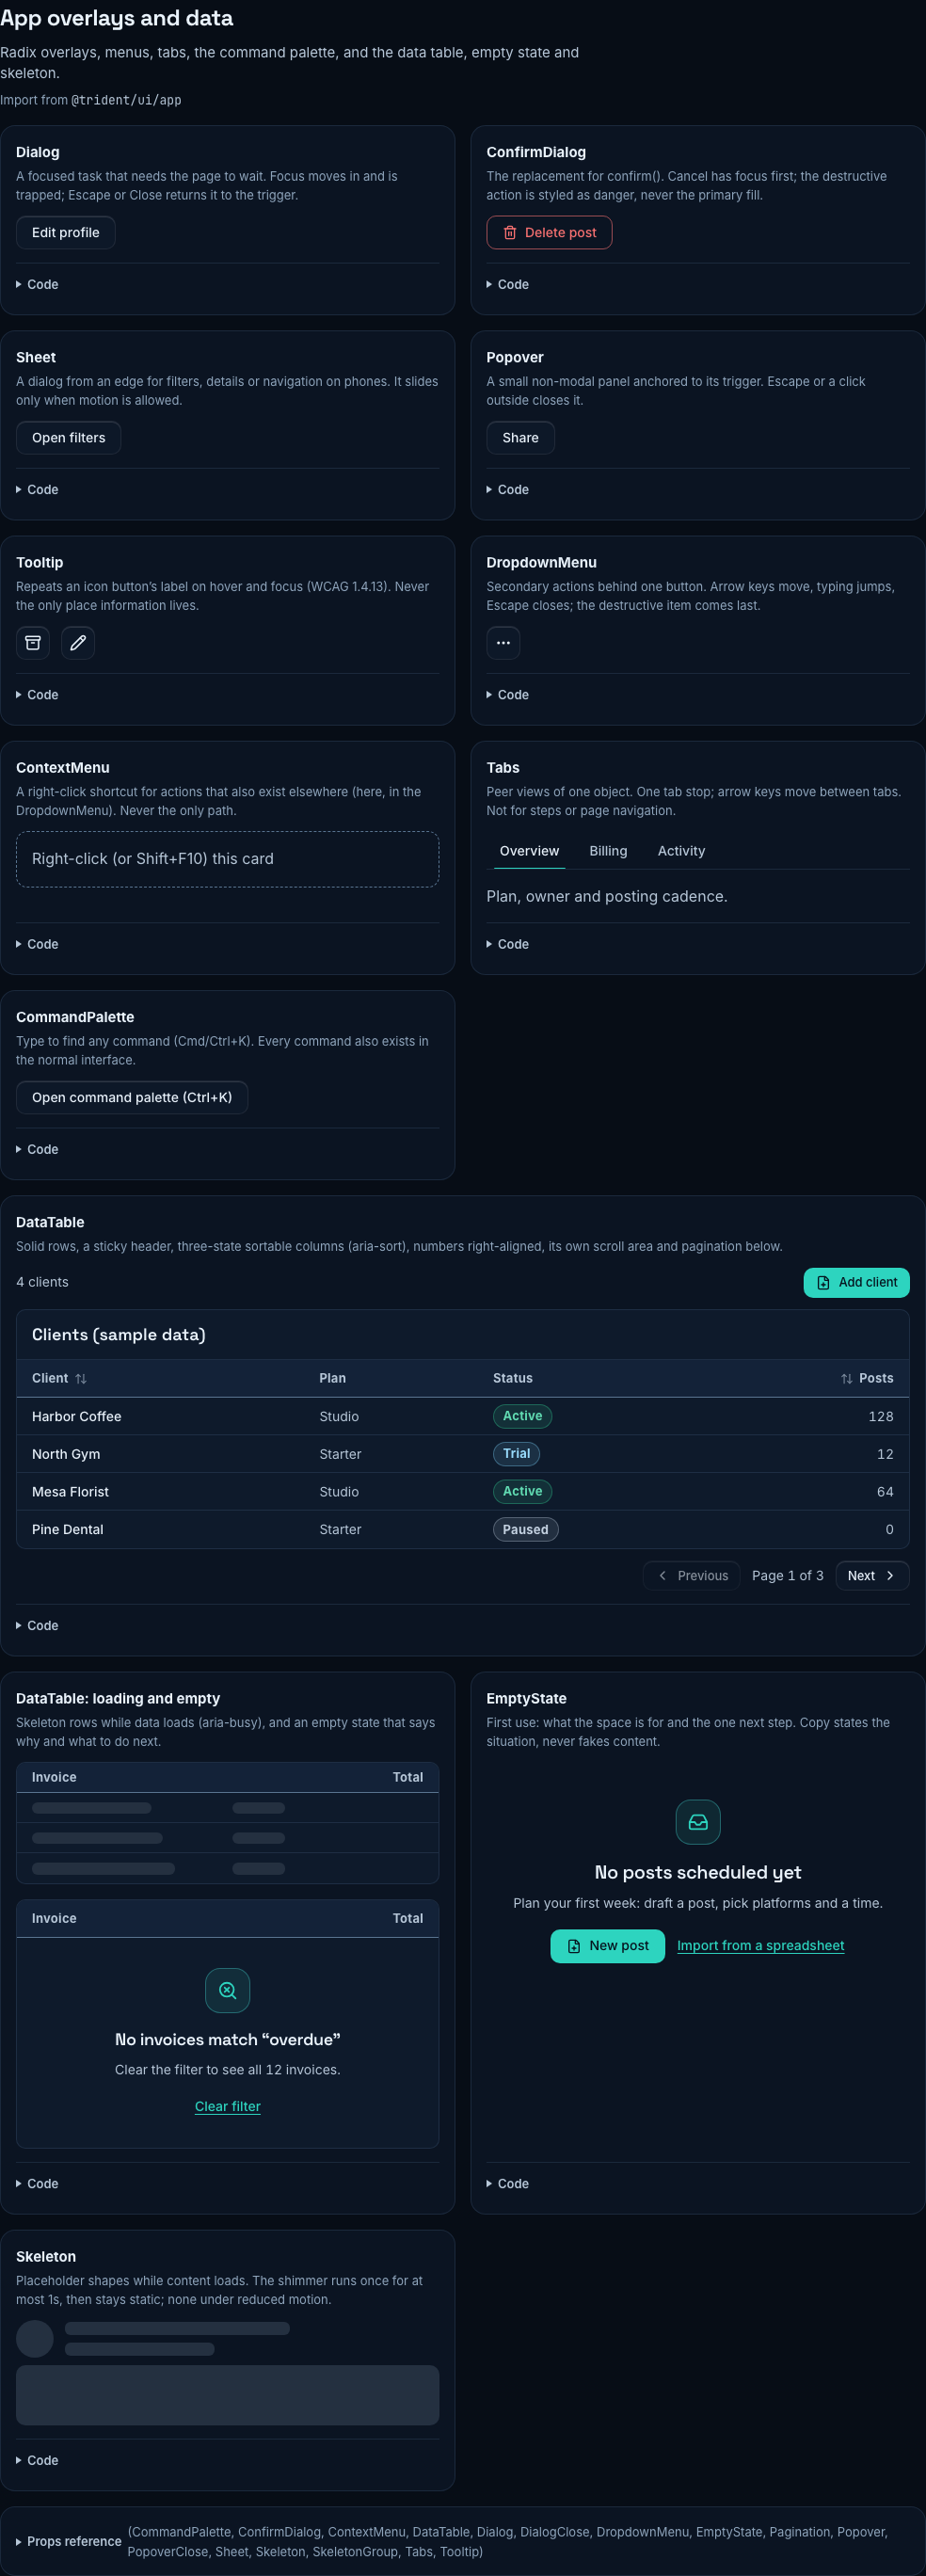 App overlays and data
Radix overlays, menus, tabs, the command palette, and the data table, empty state and
skeleton.
Import from @trident/ui/app
Dialog
A focused task that needs the page to wait. Focus moves in and is
trapped; Escape or Close returns it to the trigger.
Edit profile
Code
ConfirmDialog
The replacement for confirm(). Cancel has focus first; the destructive
action is styled as danger, never the primary fill.
Delete post
Code
Sheet
A dialog from an edge for filters, details or navigation on phones. It slides
only when motion is allowed.
Open filters
Code
Popover
A small non-modal panel anchored to its trigger. Escape or a click
outside closes it.
Share
Code
Tooltip
Repeats an icon button’s label on hover and focus (WCAG 1.4.13). Never
the only place information lives.
Code
DropdownMenu
Secondary actions behind one button. Arrow keys move, typing jumps,
Escape closes; the destructive item comes last.
Code
ContextMenu
A right-click shortcut for actions that also exist elsewhere (here, in the
DropdownMenu). Never the only path.
Right-click (or Shift+F10) this card
Code
Tabs
Peer views of one object. One tab stop; arrow keys move between tabs.
Not for steps or page navigation.
Overview Billing Activity
Plan, owner and posting cadence.
Code
CommandPalette
Type to find any command (Cmd/Ctrl+K). Every command also exists in
the normal interface.
Open command palette (Ctrl+K)
Code
DataTable
Solid rows, a sticky header, three-state sortable columns (aria-sort), numbers right-aligned, its own scroll area and pagination below.
4 clients Add client
Clients (sample data)
Client Plan Status Posts
Harbor Coffee Studio Active 128
North Gym Starter Trial 12
Mesa Florist Studio Active 64
Pine Dental Starter Paused 0
Previous Page 1 of 3 Next
Code
DataTable: loading and empty
Skeleton rows while data loads (aria-busy), and an empty state that says
why and what to do next.
Invoice Total
Invoice Total
No invoices match “overdue”
Clear the filter to see all 12 invoices.
Clear filter
Code
EmptyState
First use: what the space is for and the one next step. Copy states the
situation, never fakes content.
No posts scheduled yet
Plan your first week: draft a post, pick platforms and a time.
New post Import from a spreadsheet
Code
Skeleton
Placeholder shapes while content loads. The shimmer runs once for at
most 1s, then stays static; none under reduced motion.
Code
Props reference (CommandPalette, ConfirmDialog, ContextMenu, DataTable, Dialog, DialogClose, DropdownMenu, EmptyState, Pagination, Popover,
PopoverClose, Sheet, Skeleton, SkeletonGroup, Tabs, Tooltip)